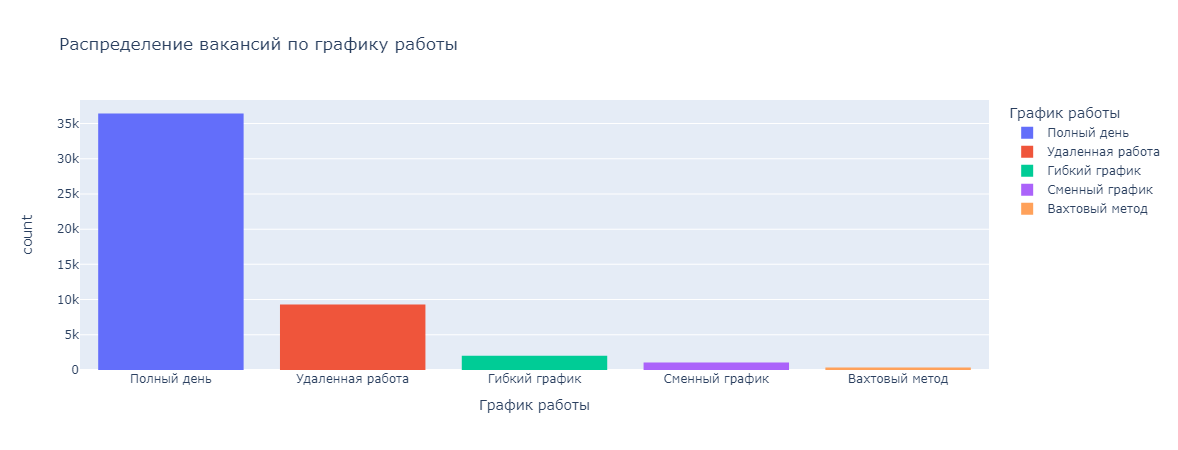 Распределение вакансий по графику работы
35k
30k
25k
20k
15k
10k
5k
0
count
Полный день
Удаленная работа
Гибкий график
Сменный график
Вахтовый метод
График работы
График работы
Полный день
Удаленная работа
Гибкий график
Сменный график
Вахтовый метод